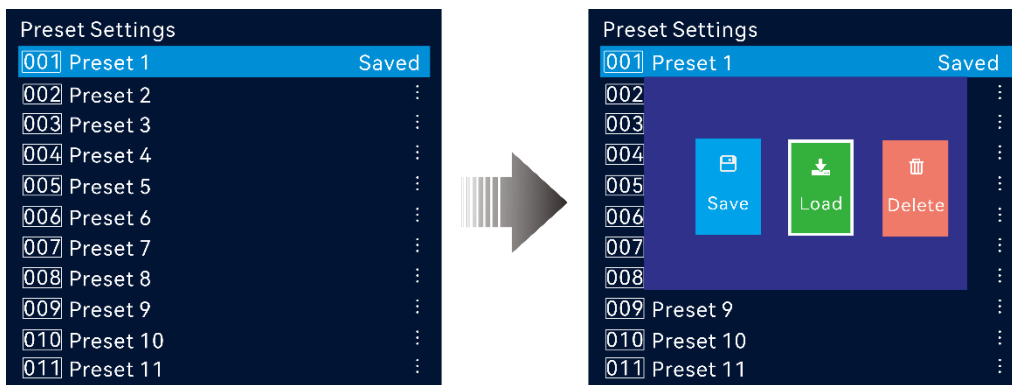 Preset Settings
001 Preset 1 Saved
002 Preset 2
003 Preset 3
004 Preset 4
005 Preset 5
006 Preset 6
007 Preset 7
008 Preset 8
009 Preset 9
010 Preset 10
011 Preset 11
Preset Settings
001 Preset 1 Saved
002
003
004
005
006
007
008
Save Load Delete
009 Preset 9
010 Preset 10
011 Preset 11